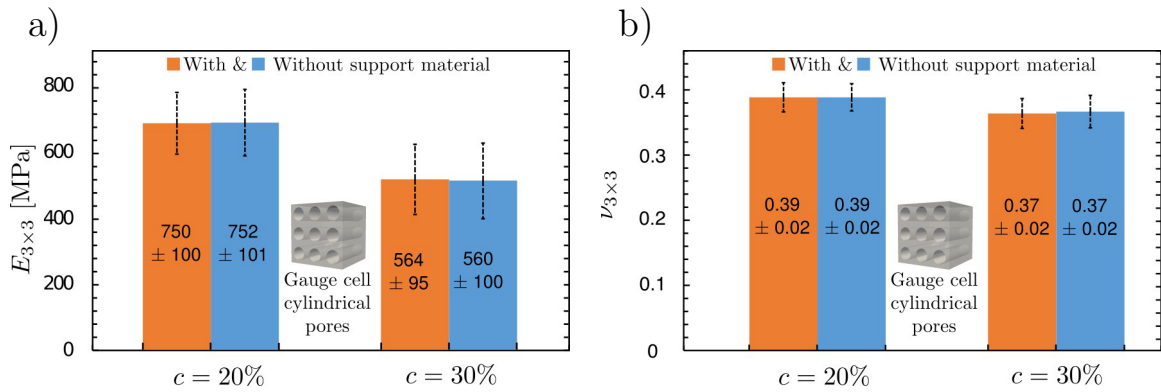 a)
With & Without support material
E3×3 [MPa]
800
600
400
200
0
750
± 100
752
± 101
564
± 95
560
± 100
Gauge cell
cylindrical
pores
c = 20%
c = 30%
b)
With & Without support material
ν3×3
0.4
0.3
0.2
0.1
0
0.39
± 0.02
0.39
± 0.02
0.37
± 0.02
0.37
± 0.02
Gauge cell
cylindrical
pores
c = 20%
c = 30%